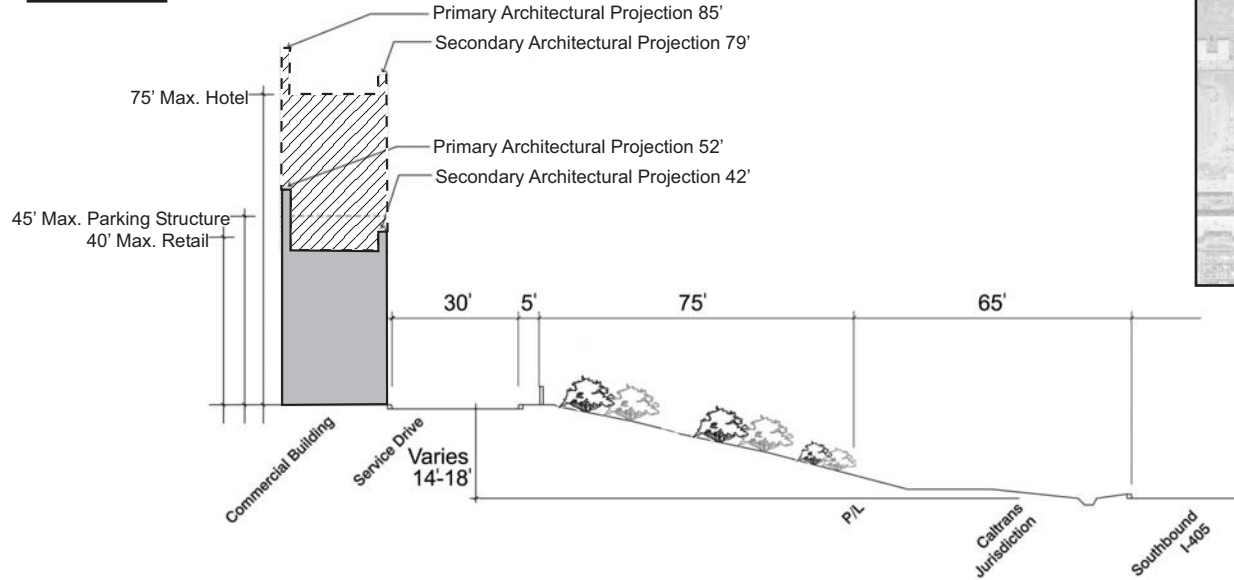 Primary Architectural Projection 85’
Secondary Architectural Projection 79’
75’ Max. Hotel
Primary Architectural Projection 52’
Secondary Architectural Projection 42’
45’ Max. Parking Structure
40’ Max. Retail
30'
5'
75'
65'
Commercial Building
Service Drive
Varies
14'-18'
P/L
Caltrans
Jurisdiction
Southbound
I-405